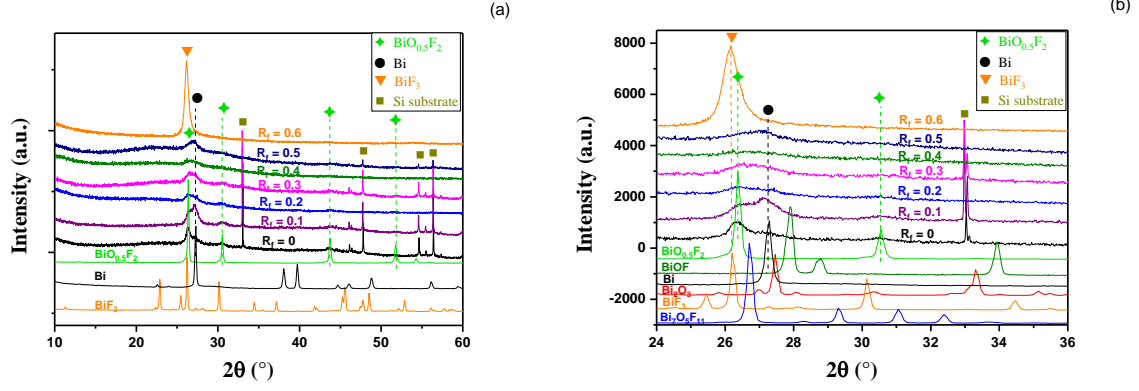 (a)
BiO0.5F2
Bi
BiF3
Si substrate
Rf = 0.6
Rf = 0.5
Rf = 0.4
Rf = 0.3
Rf = 0.2
Rf = 0.1
Rf = 0
BiO0.5F2
Bi
BiF3
Intensity (a.u.)
10 20 30 40 50 60
2θ (°)
(b)
8000
6000
4000
2000
0
-2000
BiO0.5F2
Bi
BiF3
Si substrate
Rf = 0.6
Rf = 0.5
Rf = 0.4
Rf = 0.3
Rf = 0.2
Rf = 0.1
Rf = 0
BiO0.5F2
BiOF
Bi
Bi2O3
BiF3
Bi7O5F11
Intensity (a.u.)
24 26 28 30 32 34 36
2θ (°)